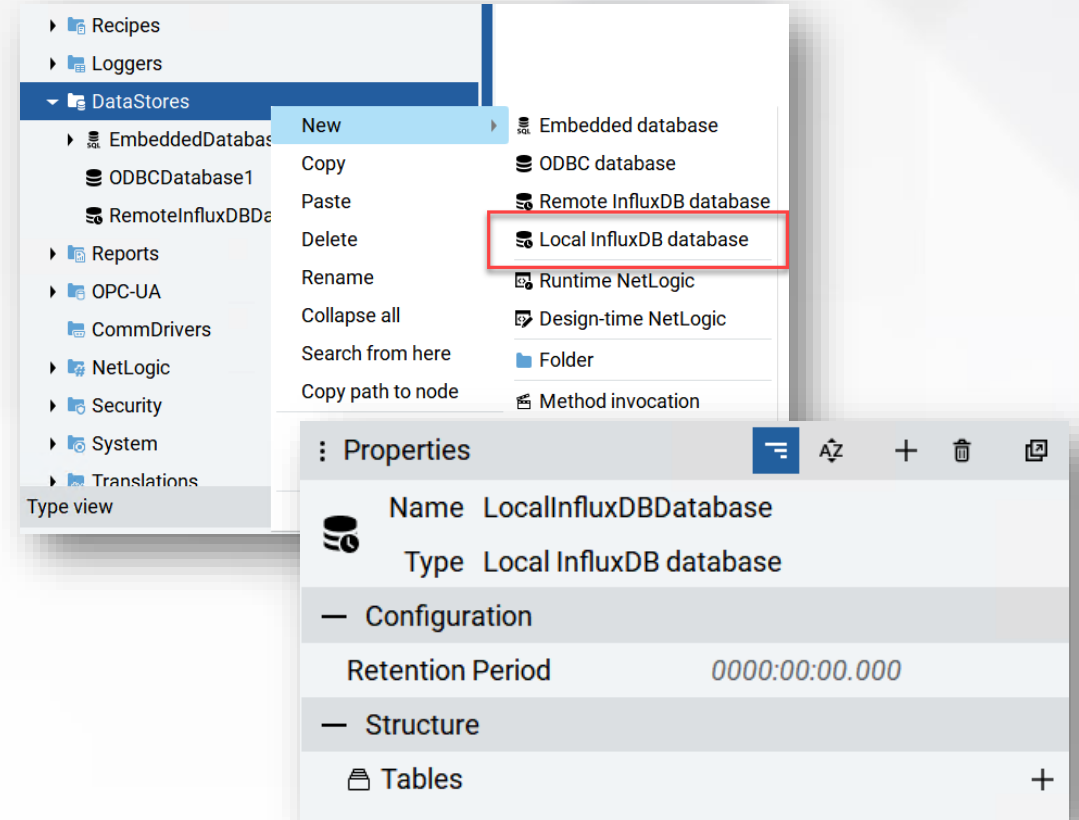 Recipes
Loggers
DataStores
EmbeddedDatabas
ODBCDatabase1
RemoteInfluxDBDa
Reports
OPC-UA
CommDrivers
NetLogic
Security
System
Translations
Type view
New
Copy
Paste
Delete
Rename
Collapse all
Search from here
Copy path to node
SQL Embedded database
ODBC database
Remote InfluxDB database
Local InfluxDB database
Runtime NetLogic
Design-time NetLogic
Folder
Method invocation
Properties
Name LocalInfluxDBDatabase
Type Local InfluxDB database
Configuration
Retention Period 0000:00:00.000
Structure
Tables